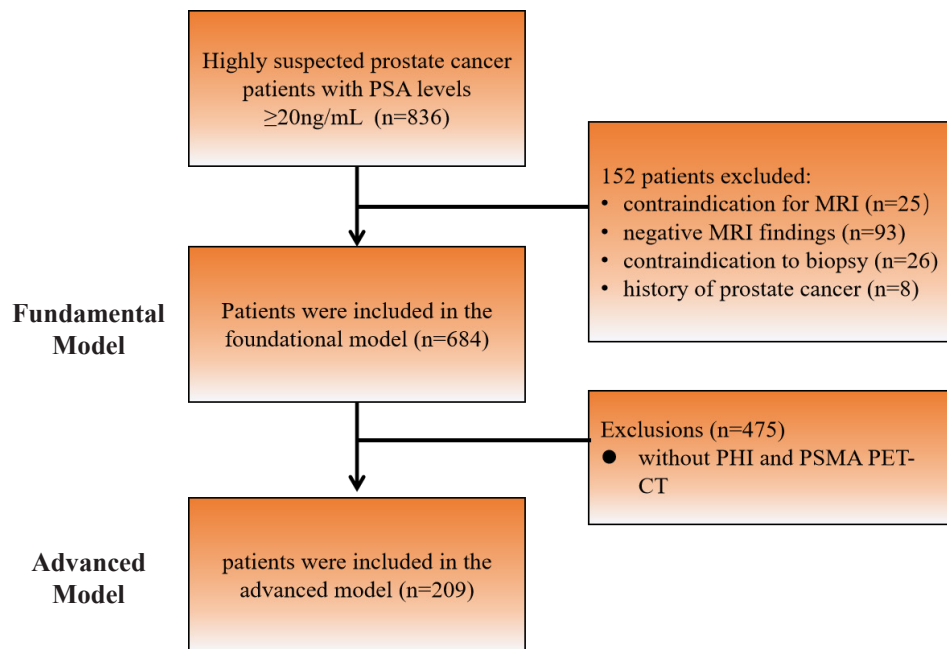 Highly suspected prostate cancer
patients with PSA levels
≥20ng/mL (n=836)
152 patients excluded:
• contraindication for MRI (n=25）
• negative MRI findings (n=93)
• contraindication to biopsy (n=26)
• history of prostate cancer (n=8)
Fundamental
Model
Patients were included in the
foundational model (n=684)
Exclusions (n=475)
● without PHI and PSMA PET-
CT
Advanced
Model
patients were included in the
advanced model (n=209)